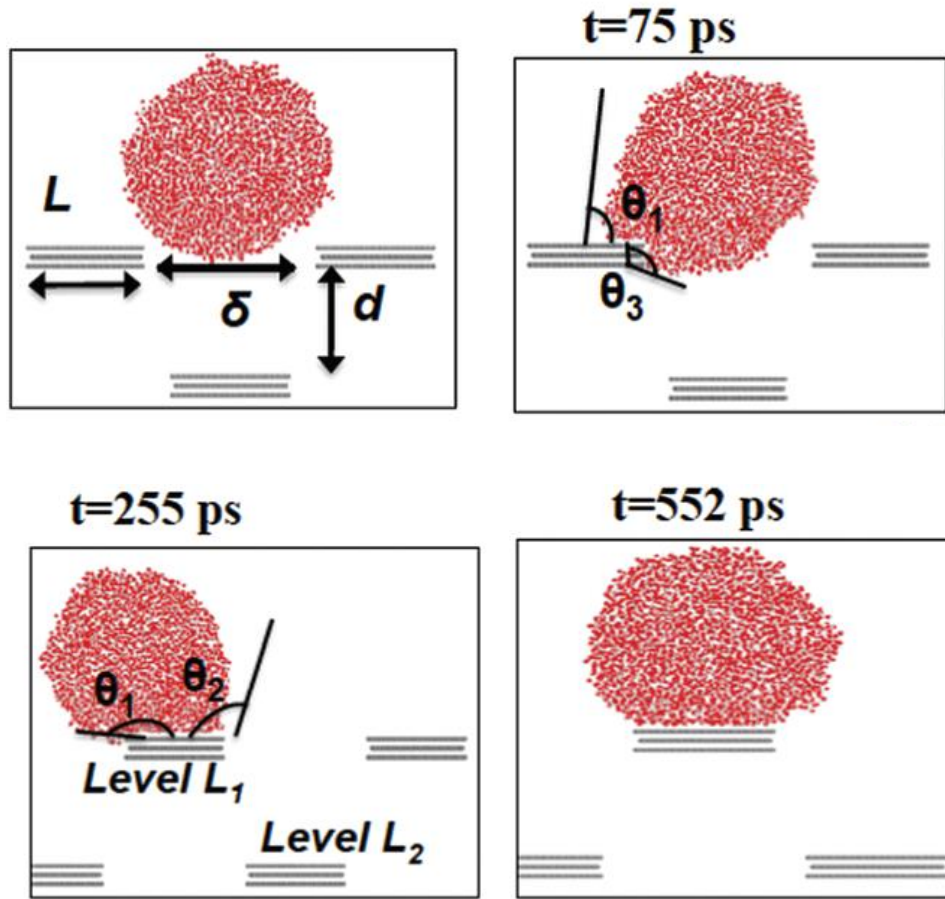 t=75 ps
L
δ
d
θ1
θ3
t=255 ps
t=552 ps
θ1
θ2
Level L1
Level L2